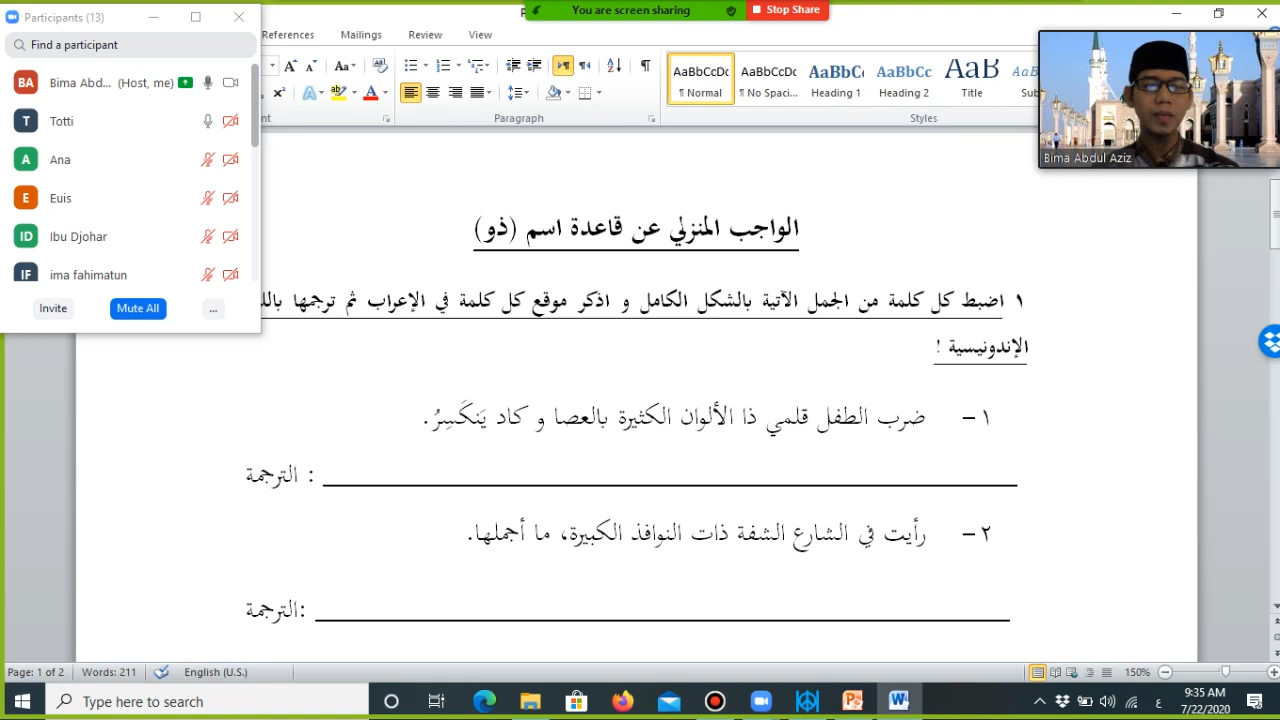 Participants (13)
You are screen sharing
Stop Share
Find a participant
References Mailings Review View
BA Bima Abd... (Host, me)
T Totti
A Ana
E Euis
ID Ibu Djohar
IF ima fahimatun
Invite Mute All ...
Aa
AaBbCcDc AaBbCcDc AaBbC AaBbCc AaB
¶ Normal ¶ No Spaci... Heading 1 Heading 2 Title
Paragraph Styles
Bima Abdul Aziz
الواجب المنزلي عن قاعدة اسم (ذو)
١ اضبط كل كلمة من الجمل الآتية بالشكل الكامل و اذكر موقع كل كلمة في الإعراب ثم ترجمها
الإندونيسية !
١- ضرب الطفل قلمي ذا الألوان الكثيرة بالعصا و كاد يَنكَسِرُ.
الترجمة :
٢- رأيت في الشارع الشفة ذات النوافذ الكبيرة، ما أجملها.
الترجمة:
Page: 1 of 2 Words: 211 English (U.S.) 150%
Type here to search
ع
9:35 AM
7/22/2020